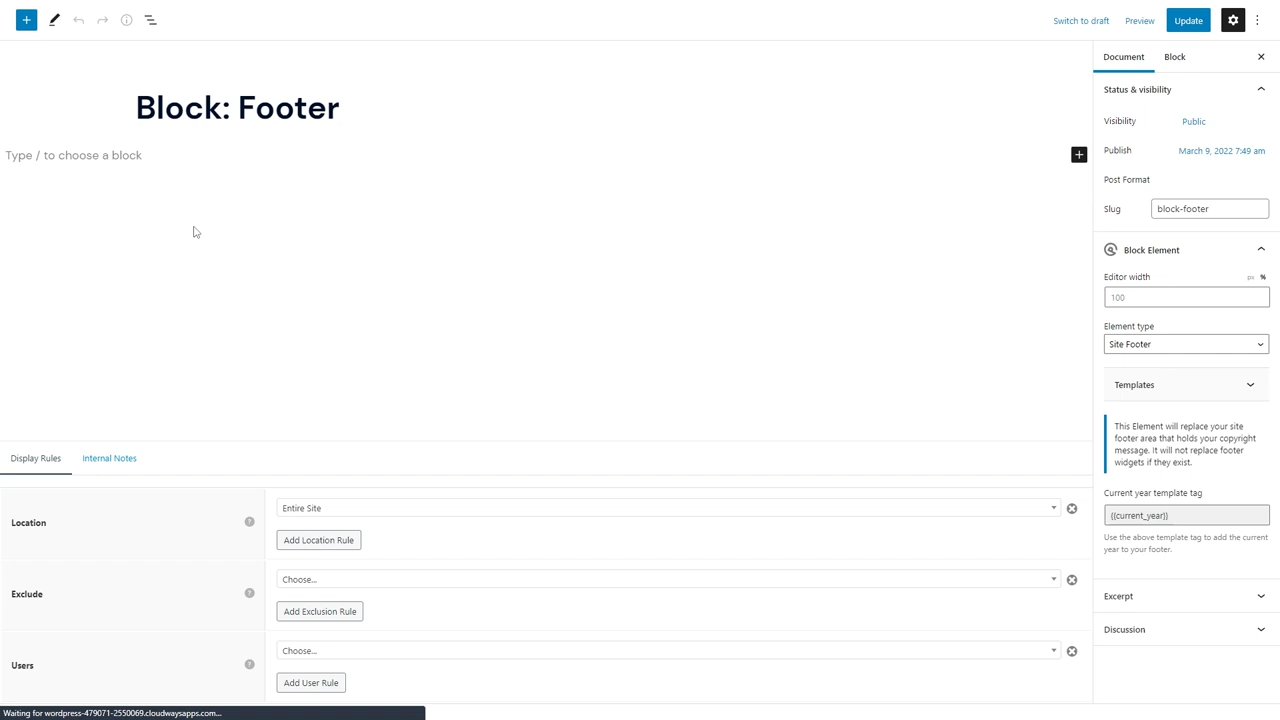 Switch to draft
Preview
Update
Document
Block
Block: Footer
Type / to choose a block
Status & visibility
Visibility
Public
Publish
March 9, 2022 7:49 am
Post Format
Slug
block-footer
Block Element
Editor width
px
%
100
Element type
Site Footer
Templates
This Element will replace your site
footer area that holds your copyright
message. It will not replace footer
widgets if they exist.
Current year template tag
{{current_year}}
Use the above template tag to add the current
year to your footer.
Excerpt
Discussion
Display Rules
Internal Notes
Location
?
Entire Site
Add Location Rule
Exclude
?
Choose...
Add Exclusion Rule
Users
?
Choose...
Add User Rule
Waiting for wordpress-479071-2550069.cloudwaysapps.com...